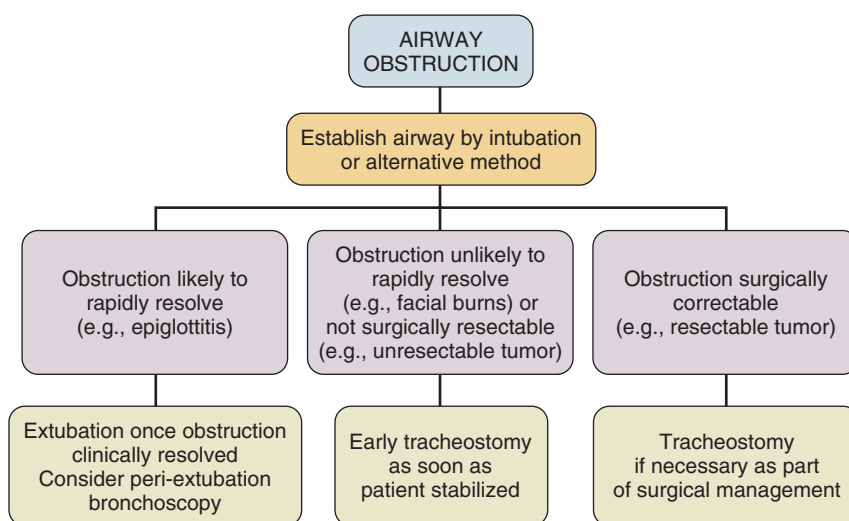 AIRWAY
OBSTRUCTION
Establish airway by intubation
or alternative method
Obstruction likely to
rapidly resolve
(e.g., epiglottitis)
Obstruction unlikely to
rapidly resolve
(e.g., facial burns) or
not surgically resectable
(e.g., unresectable tumor)
Obstruction surgically
correctable
(e.g., resectable tumor)
Extubation once obstruction
clinically resolved
Consider peri-extubation
bronchoscopy
Early tracheostomy
as soon as
patient stabilized
Tracheostomy
if necessary as part
of surgical management